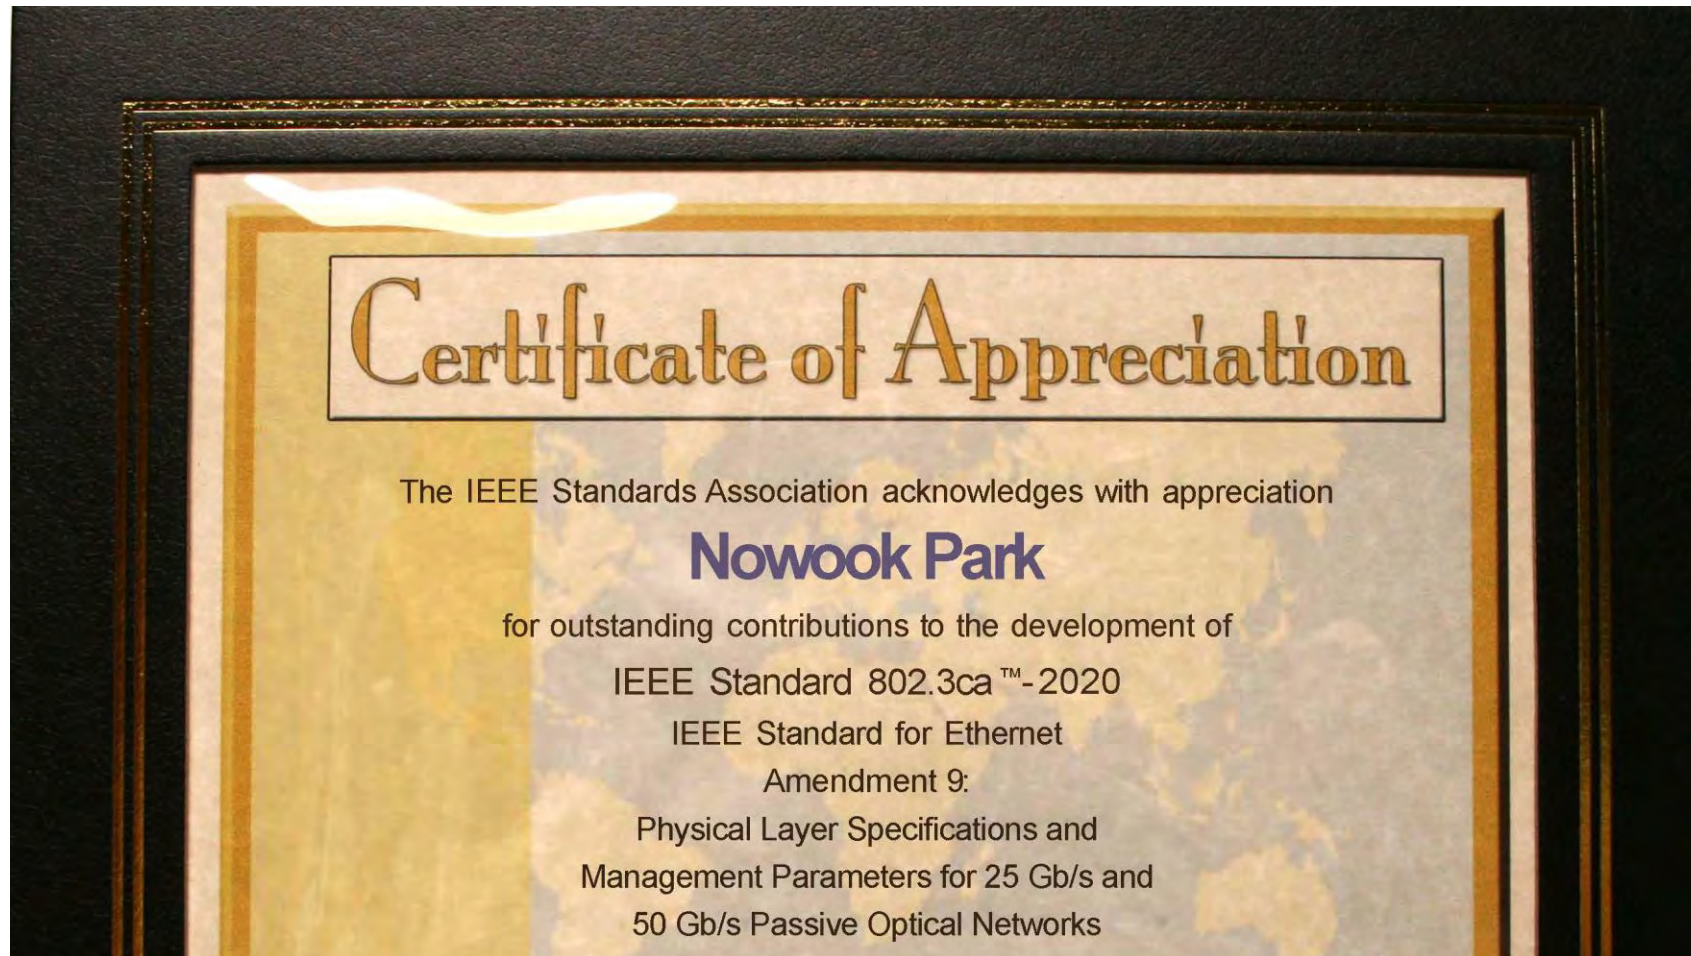 Certificate of Appreciation
The IEEE Standards Association acknowledges with appreciation
Nowook Park
for outstanding contributions to the development of
IEEE Standard 802.3ca™-2020
IEEE Standard for Ethernet
Amendment 9:
Physical Layer Specifications and
Management Parameters for 25 Gb/s and
50 Gb/s Passive Optical Networks